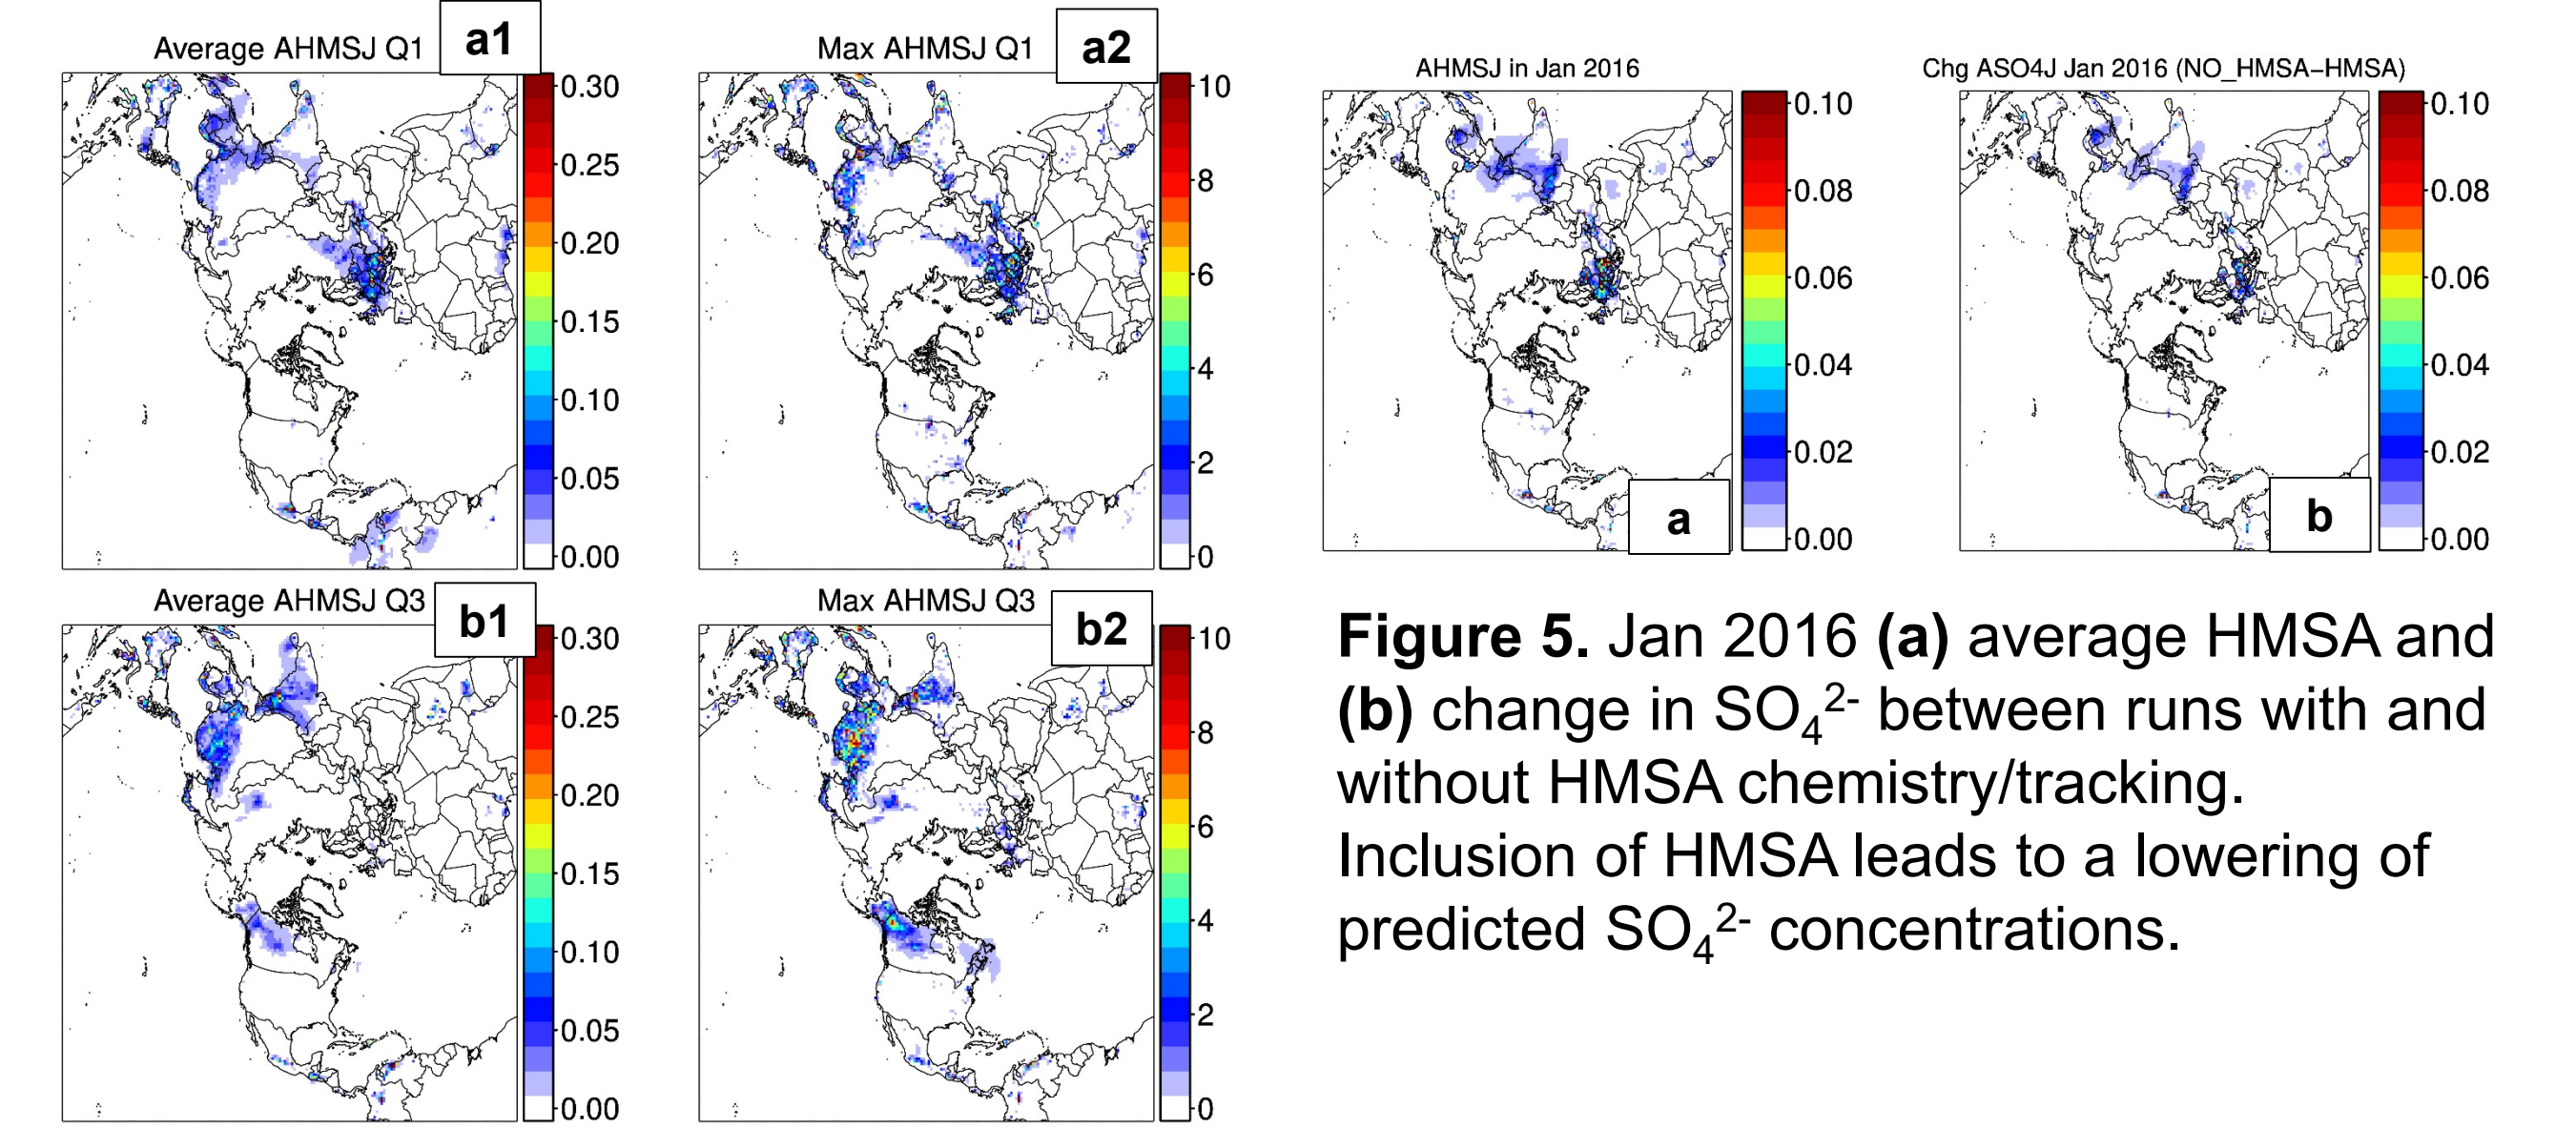 Average AHMSJ Q1
a1
0.30
0.25
0.20
0.15
0.10
0.05
0.00
Max AHMSJ Q1
a2
10
8
6
4
2
0
AHMSJ in Jan 2016
0.10
0.08
0.06
0.04
0.02
0.00
a
Chg ASO4J Jan 2016 (NO_HMSA−HMSA)
0.10
0.08
0.06
0.04
0.02
0.00
b
Average AHMSJ Q3
b1
0.30
0.25
0.20
0.15
0.10
0.05
0.00
Max AHMSJ Q3
b2
10
8
6
4
2
0
Figure 5. Jan 2016 (a) average HMSA and
(b) change in SO₄²⁻ between runs with and
without HMSA chemistry/tracking.
Inclusion of HMSA leads to a lowering of
predicted SO₄²⁻ concentrations.